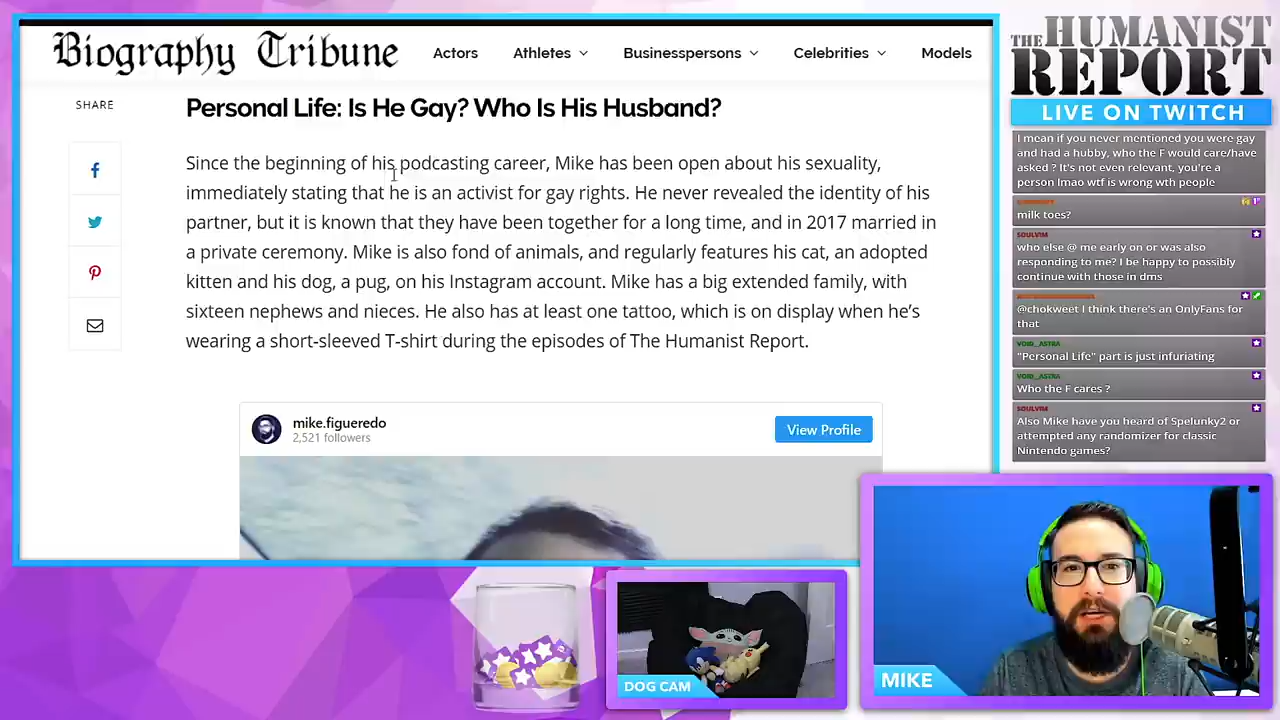 Biography Tribune
Actors
Athletes
Businesspersons
Celebrities
Models
SHARE
Personal Life: Is He Gay? Who Is His Husband?
Since the beginning of his podcasting career, Mike has been open about his sexuality,
immediately stating that he is an activist for gay rights. He never revealed the identity of his
partner, but it is known that they have been together for a long time, and in 2017 married in
a private ceremony. Mike is also fond of animals, and regularly features his cat, an adopted
kitten and his dog, a pug, on his Instagram account. Mike has a big extended family, with
sixteen nephews and nieces. He also has at least one tattoo, which is on display when he's
wearing a short-sleeved T-shirt during the episodes of The Humanist Report.
mike.figueredo
2,521 followers
View Profile
THE HUMANIST
REPORT
LIVE ON TWITCH
I mean if you never mentioned you were gay
and had a hubby, who the F would care/have
asked ? It's not even relevant, you're a
person lmao wtf is wrong wth people
milk toes?
SOULVIM
who else @ me early on or was also
responding to me? I be happy to possibly
continue with those in dms
@chokweet I think there's an OnlyFans for
that
VOID_ASTRA
"Personal Life" part is just infuriating
VOID_ASTRA
Who the F cares ?
SOULVIM
Also Mike have you heard of Spelunky2 or
attempted any randomizer for classic
Nintendo games?
DOG CAM
MIKE